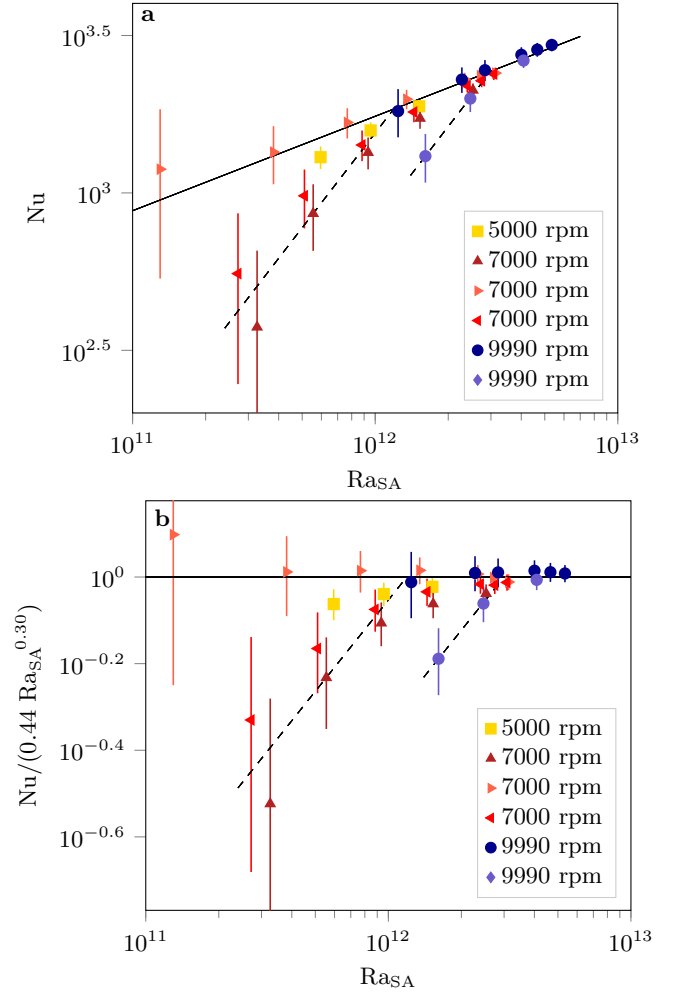 a
10^3.5
10^3
10^2.5
Nu
5000 rpm
7000 rpm
7000 rpm
7000 rpm
9990 rpm
9990 rpm
10^11
10^12
10^13
Ra_SA
b
10^0
10^−0.2
10^−0.4
10^−0.6
Nu/(0.44 Ra_SA^0.30)
5000 rpm
7000 rpm
7000 rpm
7000 rpm
9990 rpm
9990 rpm
10^11
10^12
10^13
Ra_SA